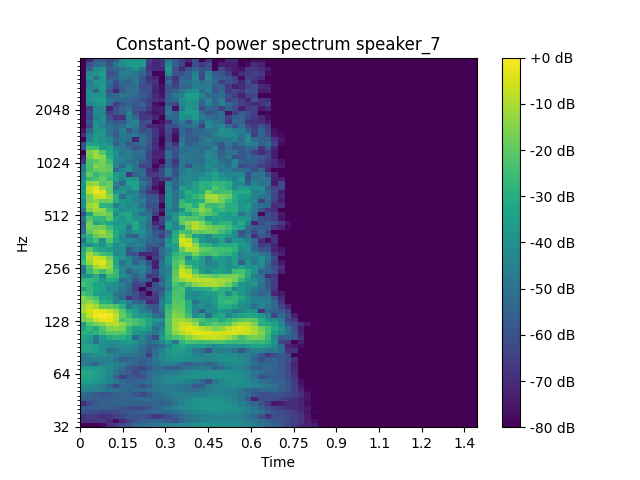 Constant-Q power spectrum speaker_7
+0 dB
-10 dB
-20 dB
-30 dB
-40 dB
-50 dB
-60 dB
-70 dB
-80 dB
Hz
2048
1024
512
256
128
64
32
0 0.15 0.3 0.45 0.6 0.75 0.9 1.1 1.2 1.4
Time